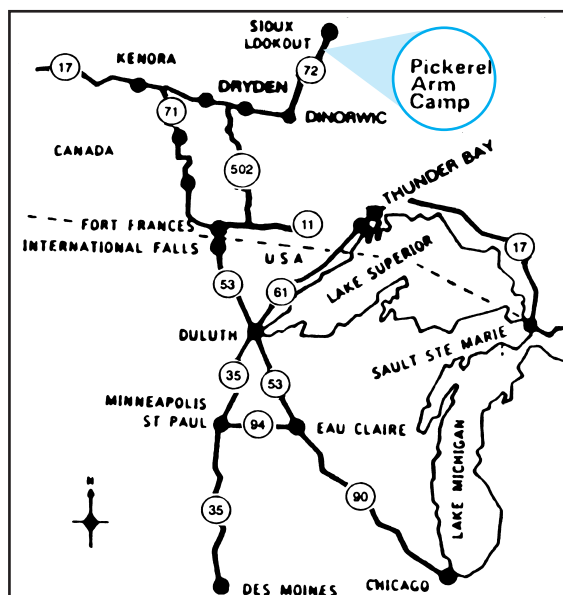 SIOUX
LOOKOUT
KENORA
17
72
Pickerel
Arm
Camp
DRYDEN
71
DINORWIC
CANADA
502
THUNDER BAY
FORT FRANCES
11
INTERNATIONAL FALLS
USA
17
53
61
LAKE SUPERIOR
DULUTH
SAULT STE MARIE
35
53
MINNEAPOLIS
ST PAUL
94
EAU CLAIRE
LAKE MICHIGAN
N
90
35
DES MOINES
CHICAGO